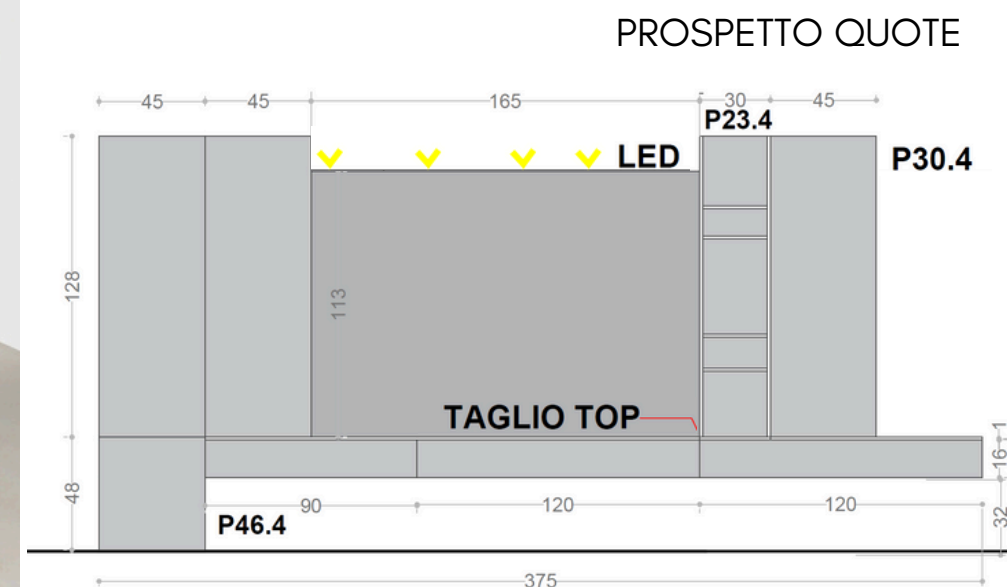 PROSPETTO QUOTE
45 45 165 30 45
P23.4
LED
P30.4
128
113
TAGLIO TOP
1
16
48
90 120 120
32
P46.4
375